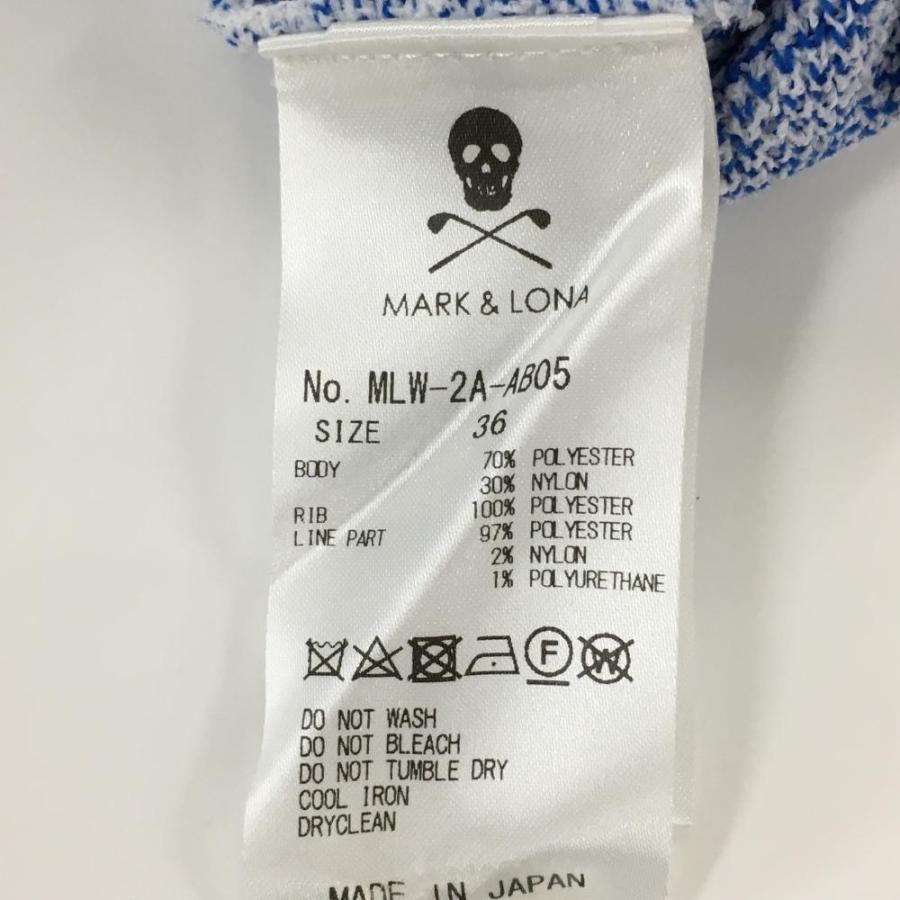 MARK & LONA
No. MLW-2A-AB05
SIZE 36
BODY 70% POLYESTER
30% NYLON
RIB 100% POLYESTER
LINE PART 97% POLYESTER
2% NYLON
1% POLYURETHANE
F W
DO NOT WASH
DO NOT BLEACH
DO NOT TUMBLE DRY
COOL IRON
DRYCLEAN
MADE IN JAPAN